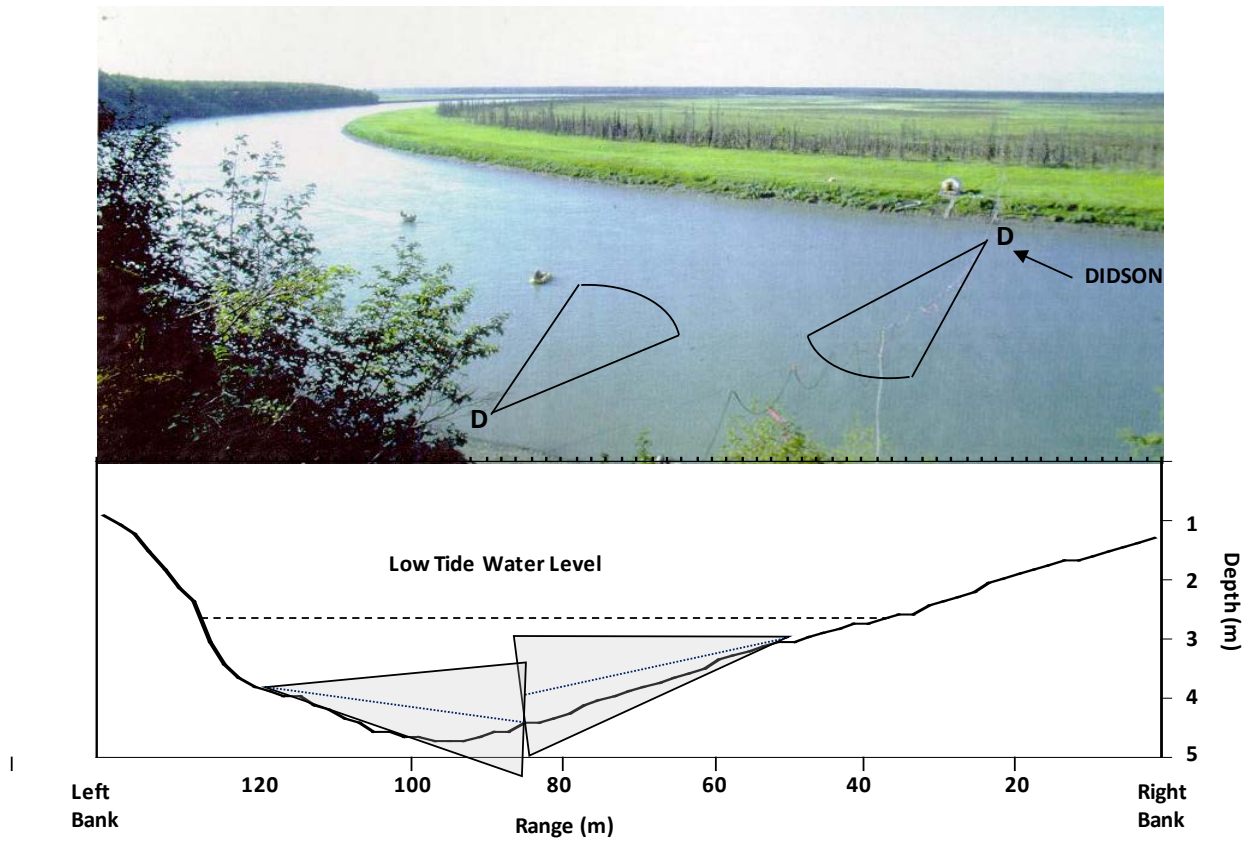 D
DIDSON
D
Low Tide Water Level
1
2
3
4
5
Depth (m)
120
100
80
60
40
20
Left
Bank
Right
Bank
Range (m)